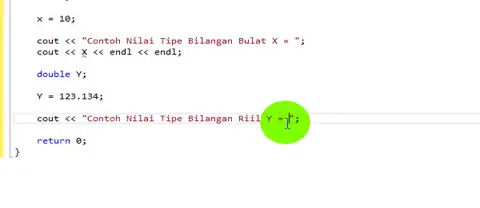 x = 10;
cout << "Contoh Nilai Tipe Bilangan Bulat X = ";
cout << X << endl << endl;
double Y;
Y = 123.134;
cout << "Contoh Nilai Tipe Bilangan Riil Y = ";
return 0;
}